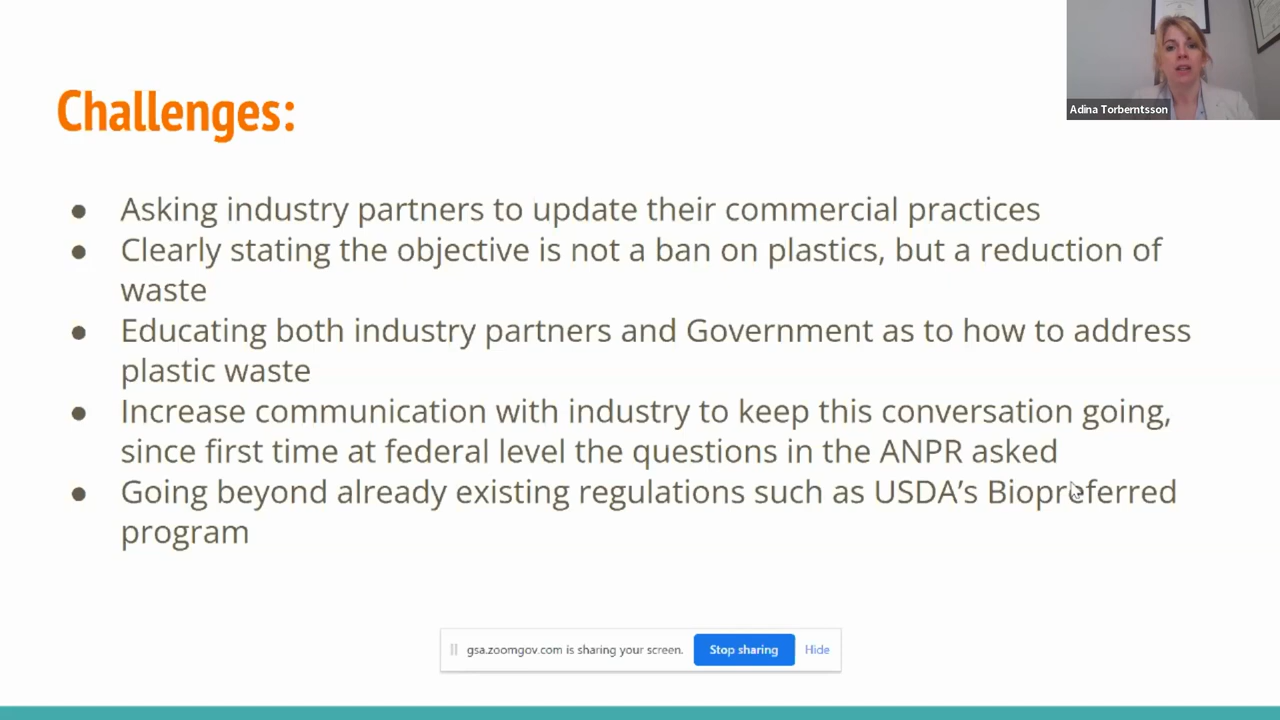 Adina Torberntsson
Challenges:
● Asking industry partners to update their commercial practices
● Clearly stating the objective is not a ban on plastics, but a reduction of
waste
● Educating both industry partners and Government as to how to address
plastic waste
● Increase communication with industry to keep this conversation going,
since first time at federal level the questions in the ANPR asked
● Going beyond already existing regulations such as USDA’s Biopreferred
program
gsa.zoomgov.com is sharing your screen. Stop sharing Hide